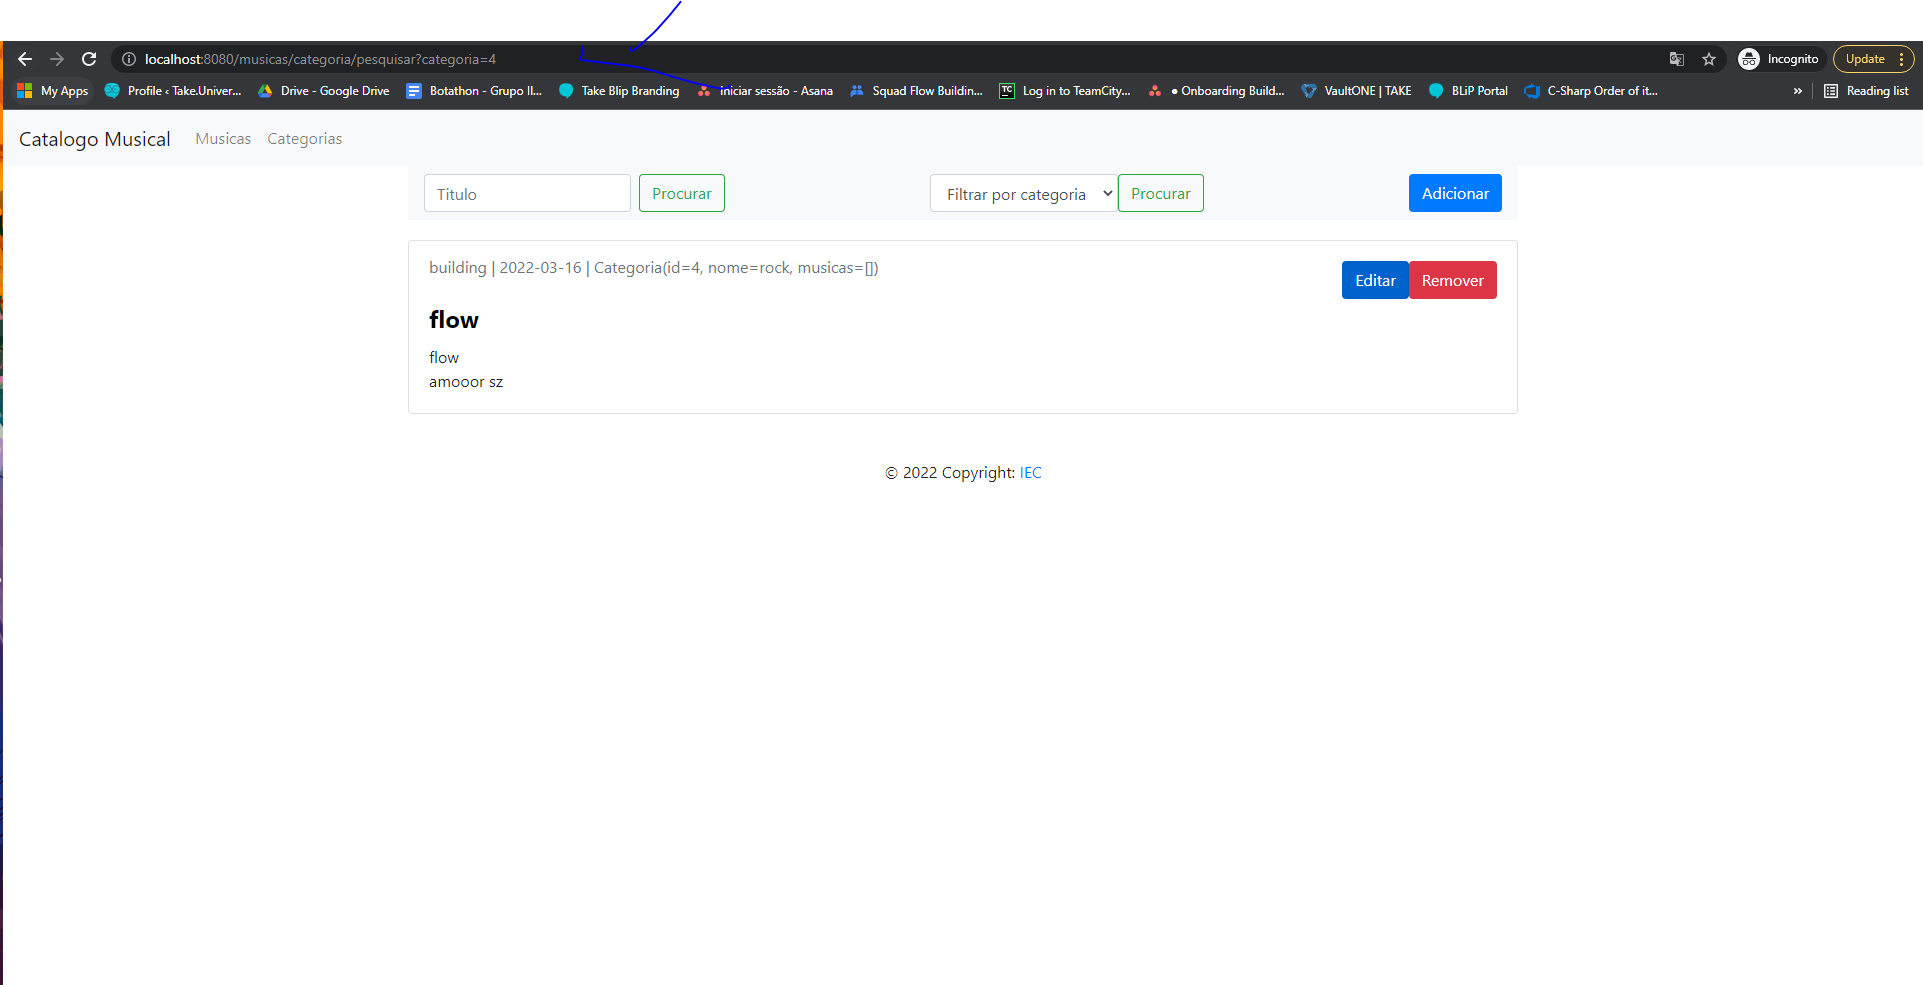 localhost:8080/musicas/categoria/pesquisar?categoria=4
Incognito
Update
My Apps
Profile ‹ Take.Univer...
Drive - Google Drive
Botathon - Grupo II...
Take Blip Branding
Iniciar sessão - Asana
Squad Flow Buildin...
TC
Log in to TeamCity...
● Onboarding Build...
VaultONE | TAKE
BLiP Portal
C-Sharp Order of it...
»
Reading list
Catalogo Musical
Musicas
Categorias
Titulo
Procurar
Filtrar por categoria
Procurar
Adicionar
building | 2022-03-16 | Categoria(id=4, nome=rock, musicas=[])
Editar
Remover
flow
flow
amooor sz
© 2022 Copyright: IEC